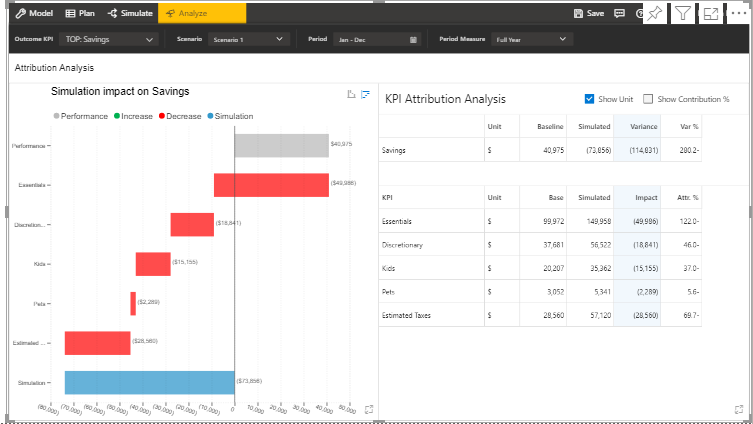 Model Plan Simulate Analyze Save
Outcome KPI TOP: Savings Scenario Scenario 1 Period Jan - Dec Period Measure Full Year
Attribution Analysis
Simulation impact on Savings
Performance Increase Decrease Simulation
Performance $40,975
Essentials ($49,986)
Discretion... ($18,841)
Kids ($15,155)
Pets ($2,289)
Estimated ... ($28,560)
Simulation ($73,856)
(80,000) (70,000) (60,000) (50,000) (40,000) (30,000) (20,000) (10,000) 0 10,000 20,000 30,000 40,000 50,000
KPI Attribution Analysis Show Unit Show Contribution %
Unit Baseline Simulated Variance Var %
Savings $ 40,975 (73,856) (114,831) 280.2-
KPI Unit Base Simulated Impact Attr. %
Essentials $ 99,972 149,958 (49,986) 122.0-
Discretionary $ 37,681 56,522 (18,841) 46.0-
Kids $ 20,207 35,362 (15,155) 37.0-
Pets $ 3,052 5,341 (2,289) 5.6-
Estimated Taxes $ 28,560 57,120 (28,560) 69.7-